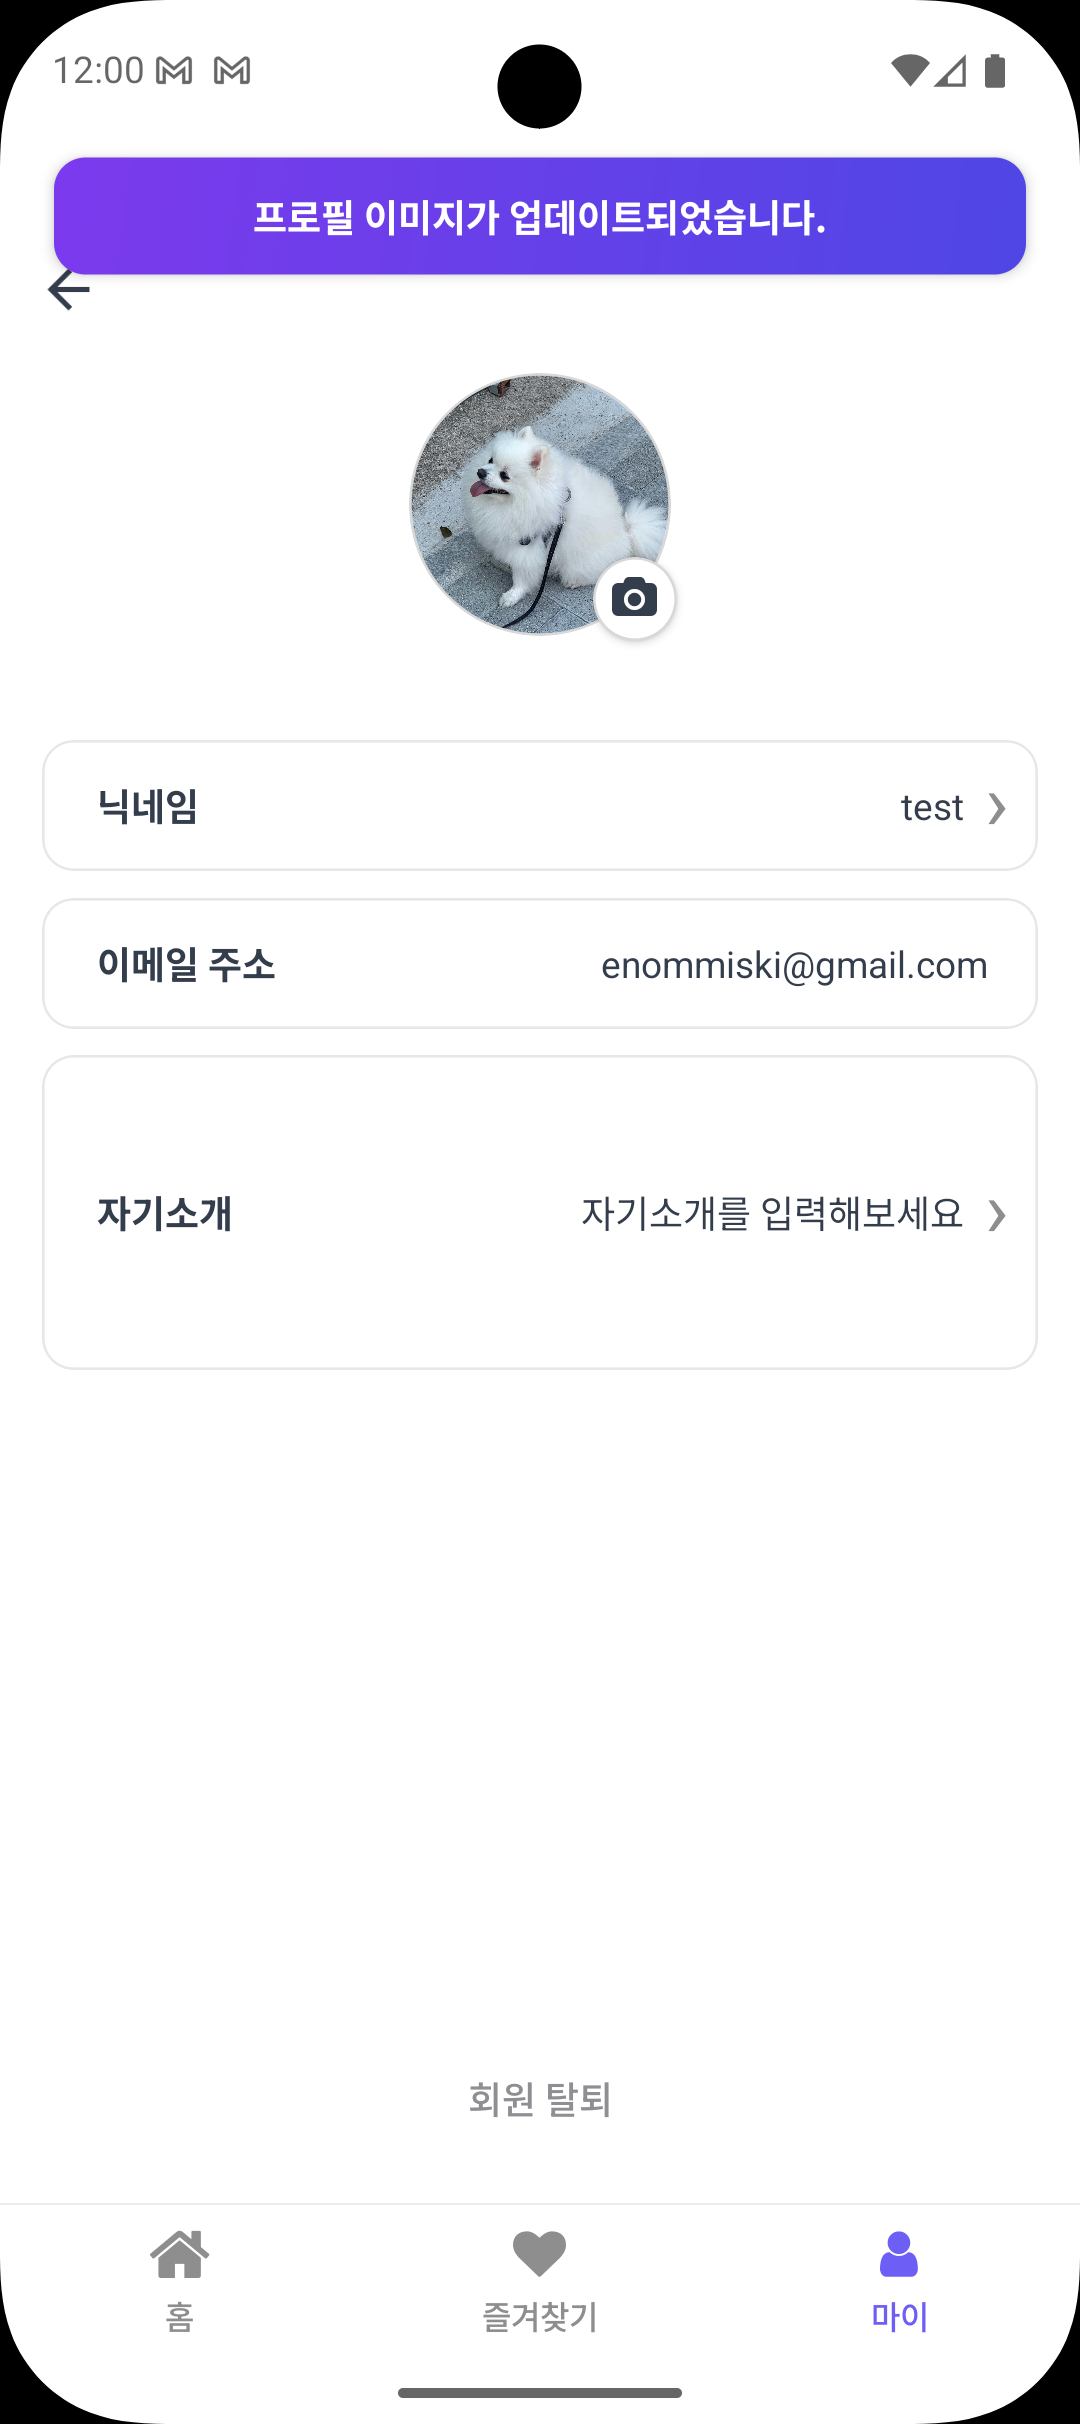 12:00
프로필 이미지가 업데이트되었습니다.
닉네임 test
이메일 주소 enommiski@gmail.com
자기소개 자기소개를 입력해보세요
회원 탈퇴
홈 즐겨찾기 마이